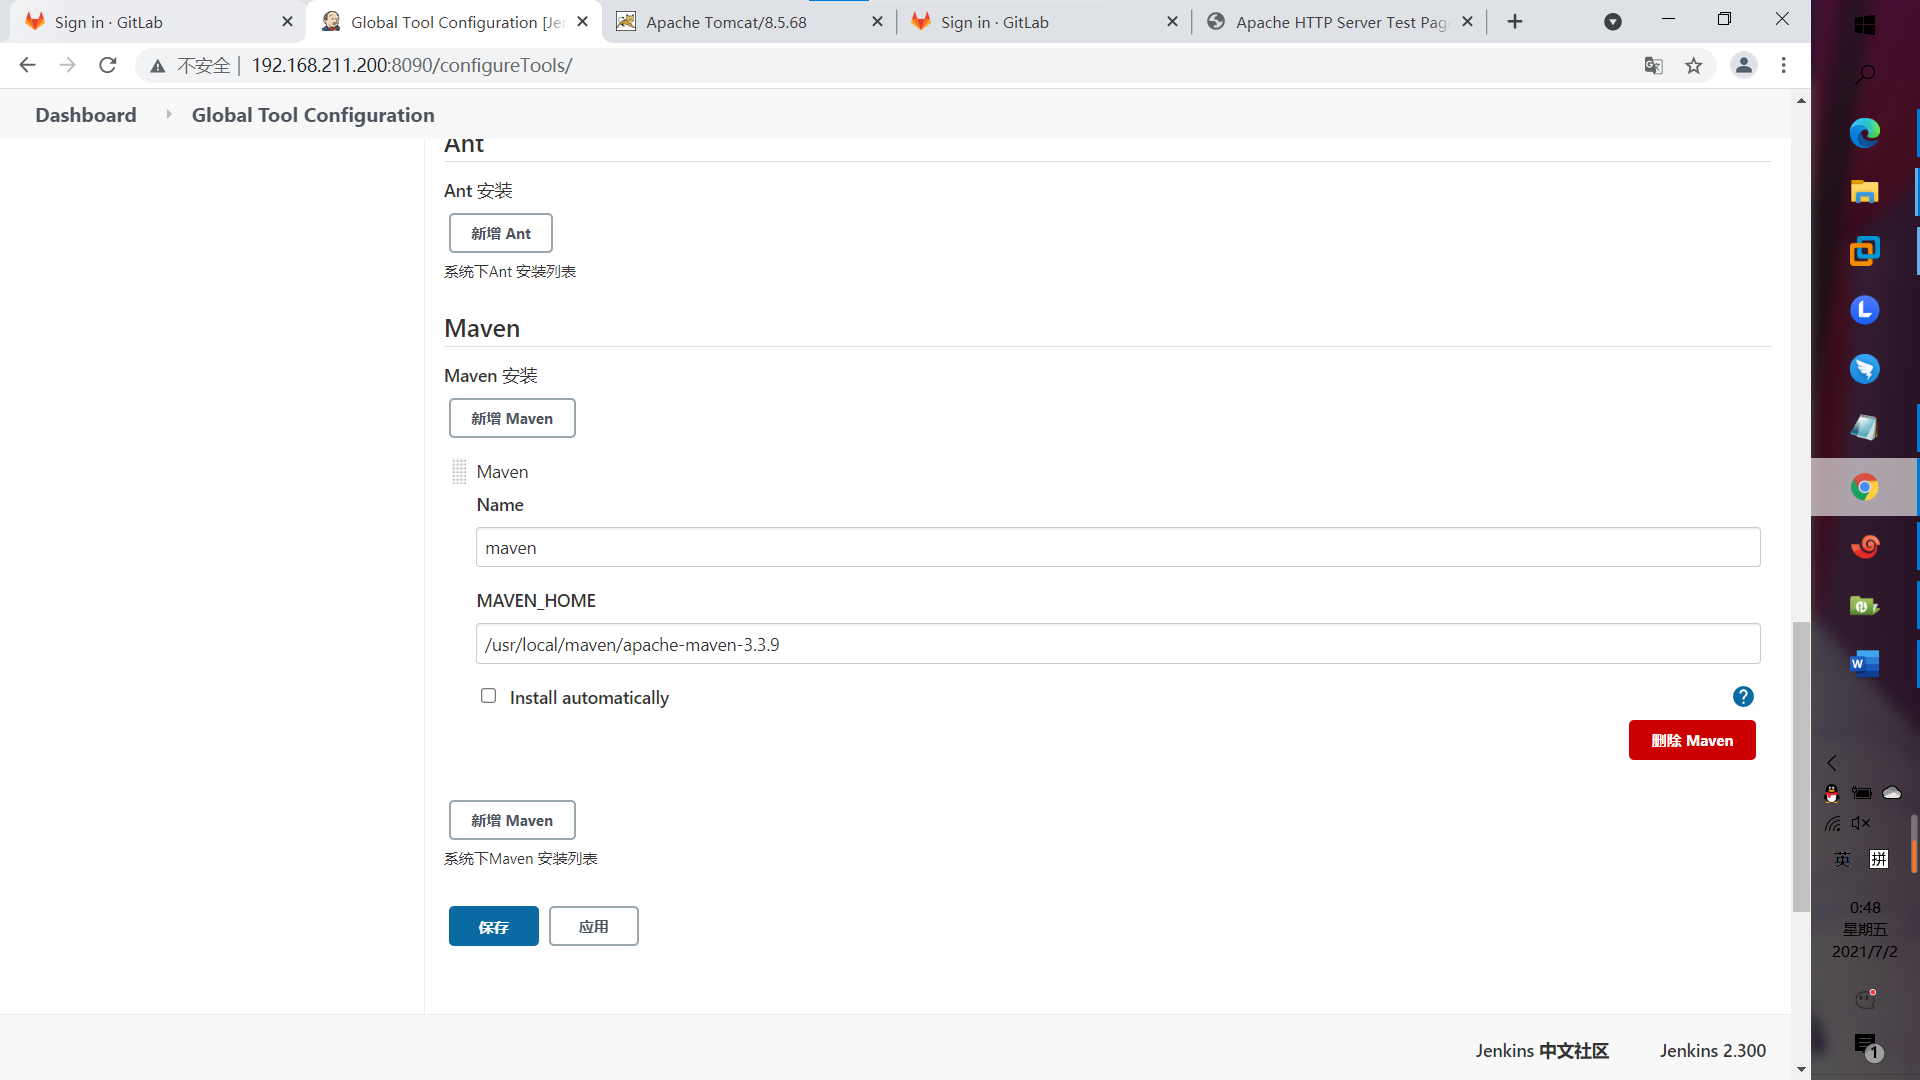 Sign in · GitLab
Global Tool Configuration [Je
Apache Tomcat/8.5.68
Sign in · GitLab
Apache HTTP Server Test Pag
不安全 192.168.211.200:8090/configureTools/
Dashboard Global Tool Configuration
Ant
Ant 安装
新增 Ant
系统下Ant 安装列表
Maven
Maven 安装
新增 Maven
Maven
Name
maven
MAVEN_HOME
/usr/local/maven/apache-maven-3.3.9
Install automatically
?
删除 Maven
新增 Maven
系统下Maven 安装列表
保存 应用
Jenkins 中文社区 Jenkins 2.300
英 拼
0:48
星期五
2021/7/2
1